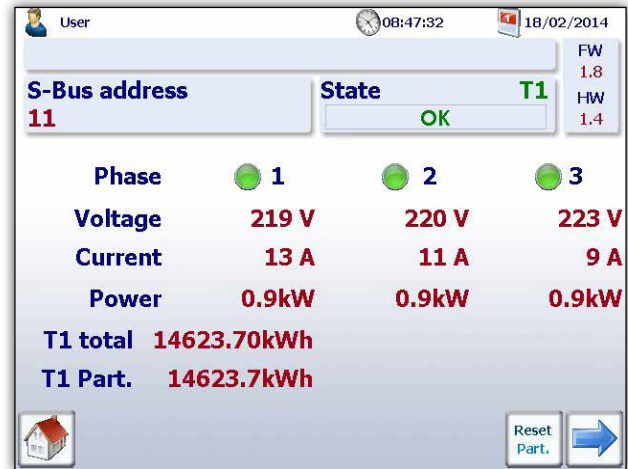 User 08:47:32 18/02/2014
FW
1.8
HW
1.4
S-Bus address State T1
11 OK
Phase 1 2 3
Voltage 219 V 220 V 223 V
Current 13 A 11 A 9 A
Power 0.9kW 0.9kW 0.9kW
T1 total 14623.70kWh
T1 Part. 14623.7kWh
Reset
Part.